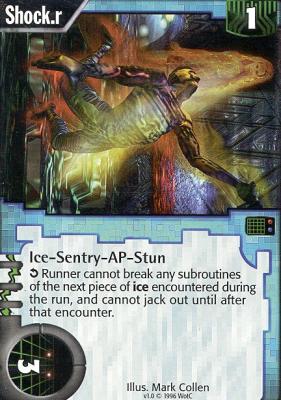 Shock.r
1
Ice-Sentry-AP-Stun
Runner cannot break any subroutines
of the next piece of ice encountered during
the run, and cannot jack out until after
that encounter.
3
Illus. Mark Collen
v1.0 © 1996 WotC